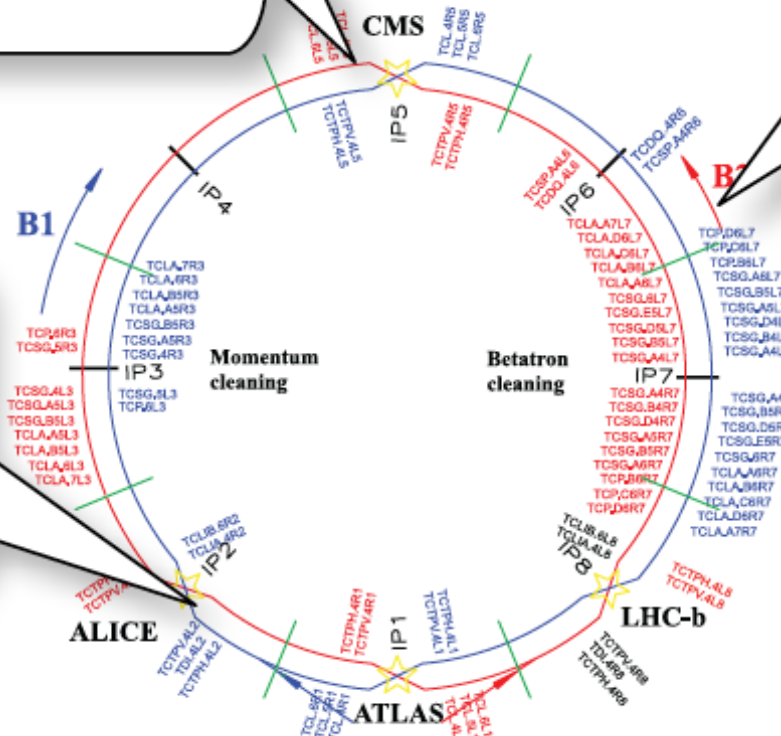 CMS
TCL.4R5
TCL.5R5
TCL.6R5
TCTPV.4L5
TCTPH.4L5
IP5
TCTPV.4R5
TCTPH.4R5
TCDQ.4R6
TCSP.A4R6
TCSP.A4L6
TCDQ.4L6
IP6
IP4
B1
TCLA.7R3
TCLA.6R3
TCLA.B5R3
TCLA.A5R3
TCSG.B5R3
TCSG.A5R3
TCSG.4R3
TCP.6R3
TCSG.5R3
IP3
TCSG.5L3
TCP.6L3
TCSG.4L3
TCSG.A5L3
TCSG.B5L3
TCLA.A5L3
TCLA.B5L3
TCLA.6L3
TCLA.7L3
Momentum
cleaning
Betatron
cleaning
TCLA.A7L7
TCLA.D6L7
TCLA.C6L7
TCLA.B6L7
TCLA.A6L7
TCSG.6L7
TCSG.E5L7
TCSG.D5L7
TCSG.B5L7
TCSG.A4L7
IP7
TCSG.A4R7
TCSG.B4R7
TCSG.D4R7
TCSG.A5R7
TCSG.B5R7
TCSG.A6R7
TCP.B6R7
TCP.C6R7
TCP.D6R7
TCP.D6L7
TCP.C6L7
TCP.B6L7
TCSG.A6L7
TCSG.B5L7
TCSG.E6R7
TCSG.6R7
TCLA.A6R7
TCLA.B6R7
TCLA.C6R7
TCLA.D6R7
TCLA.A7R7
TCLIB.6R2
TCLIA.4R2
IP2
ALICE
TCTPV.4L2
TDI.4L2
TCTPH.4L2
TCTPH.4R1
TCTPV.4R1
IP1
TCTPH.4L1
TCTPV.4L1
ATLAS
TCLIB.6L8
TCLIA.4L8
IP8
LHC-b
TCTPH.4L8
TCTPV.4L8
TCTPV.4R8
TDI.4R8
TCTPH.4R8